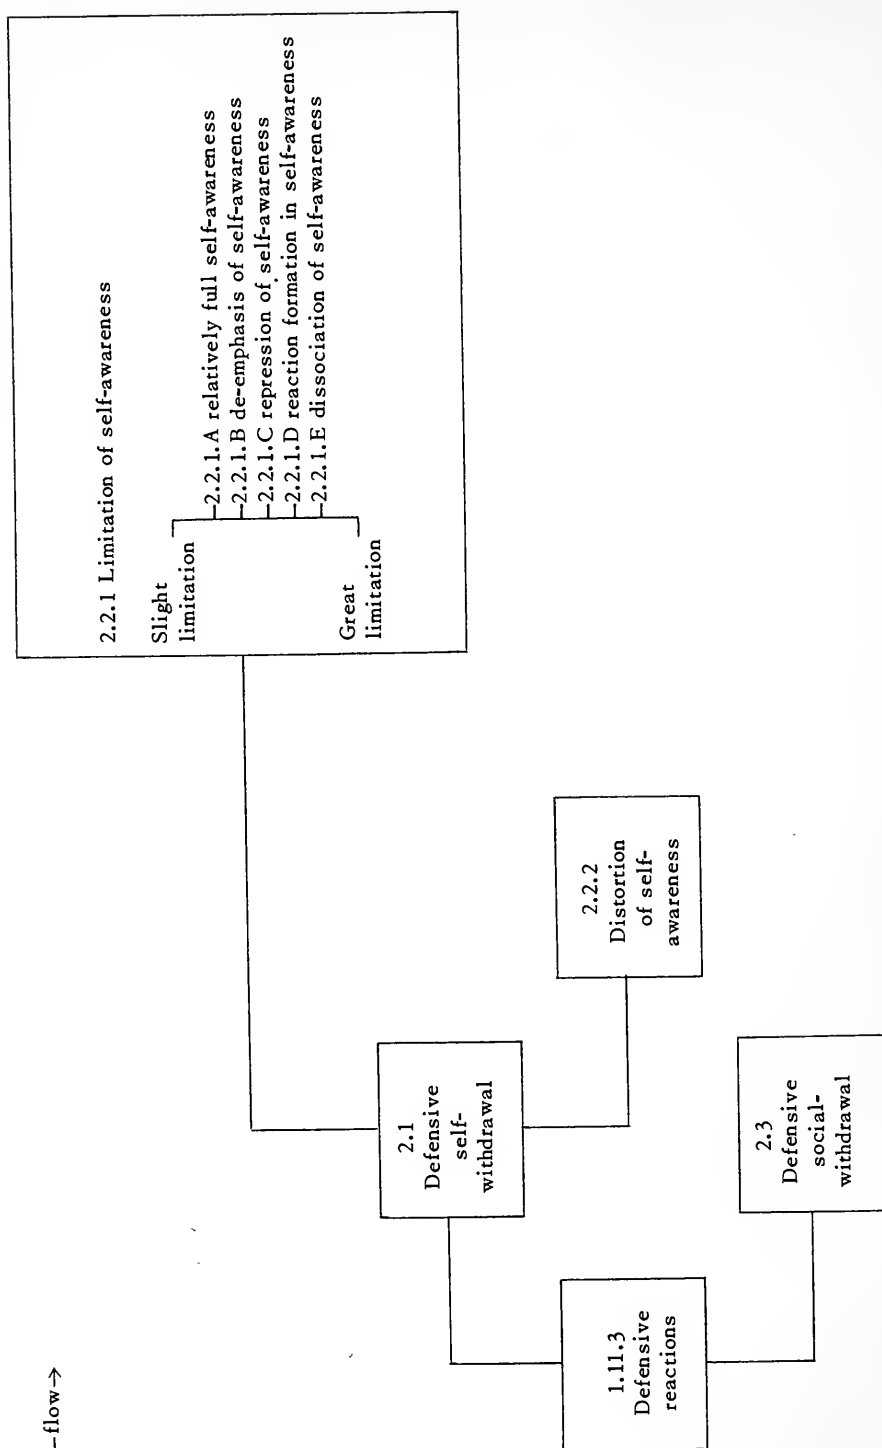 —flow→
1.11.3
Defensive
reactions
2.1
Defensive
self-
withdrawal
2.3
Defensive
social-
withdrawal
2.2.2
Distortion
of self-
awareness
2.2.1 Limitation of self-awareness
Slight
limitation
2.2.1.A relatively full self-awareness
2.2.1.B de-emphasis of self-awareness
2.2.1.C repression of self-awareness
2.2.1.D reaction formation in self-awareness
2.2.1.E dissociation of self-awareness
Great
limitation